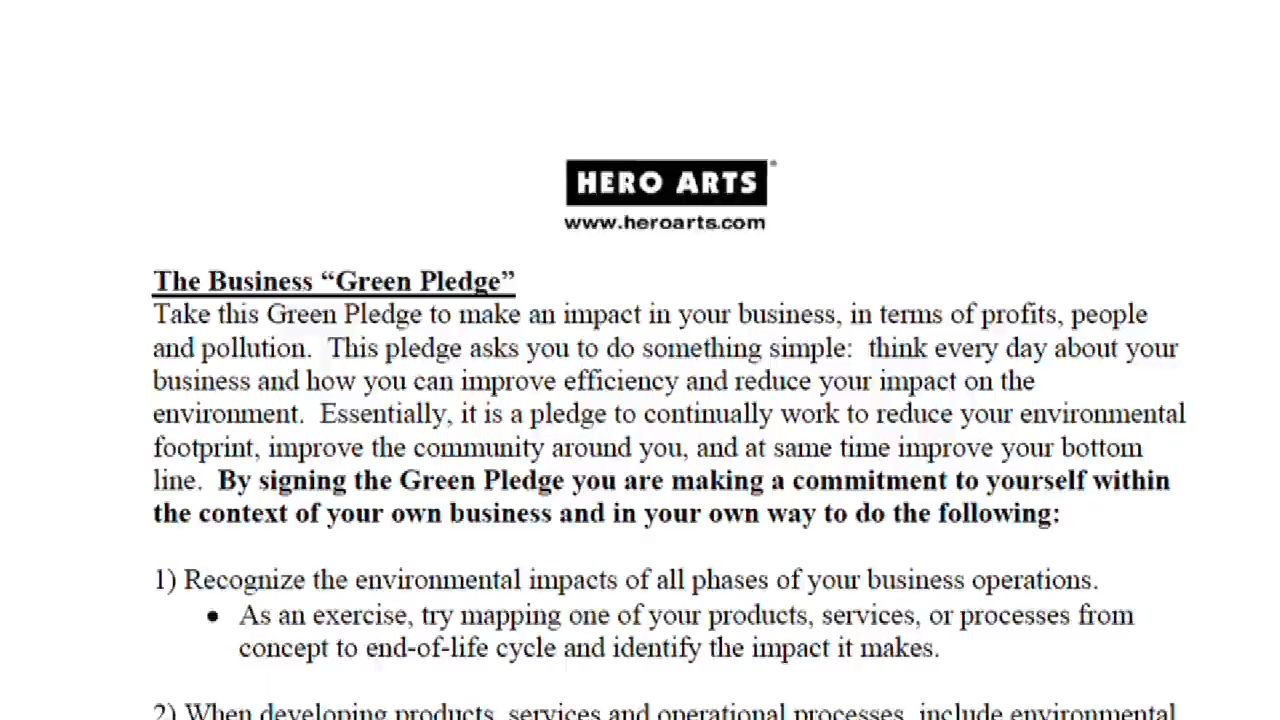 HERO ARTS
www.heroarts.com
The Business “Green Pledge”
Take this Green Pledge to make an impact in your business, in terms of profits, people
and pollution.  This pledge asks you to do something simple:  think every day about your
business and how you can improve efficiency and reduce your impact on the
environment.  Essentially, it is a pledge to continually work to reduce your environmental
footprint, improve the community around you, and at same time improve your bottom
line.  By signing the Green Pledge you are making a commitment to yourself within
the context of your own business and in your own way to do the following:
1) Recognize the environmental impacts of all phases of your business operations.
• As an exercise, try mapping one of your products, services, or processes from
concept to end-of-life cycle and identify the impact it makes.
2) When developing products, services and operational processes, include environmental